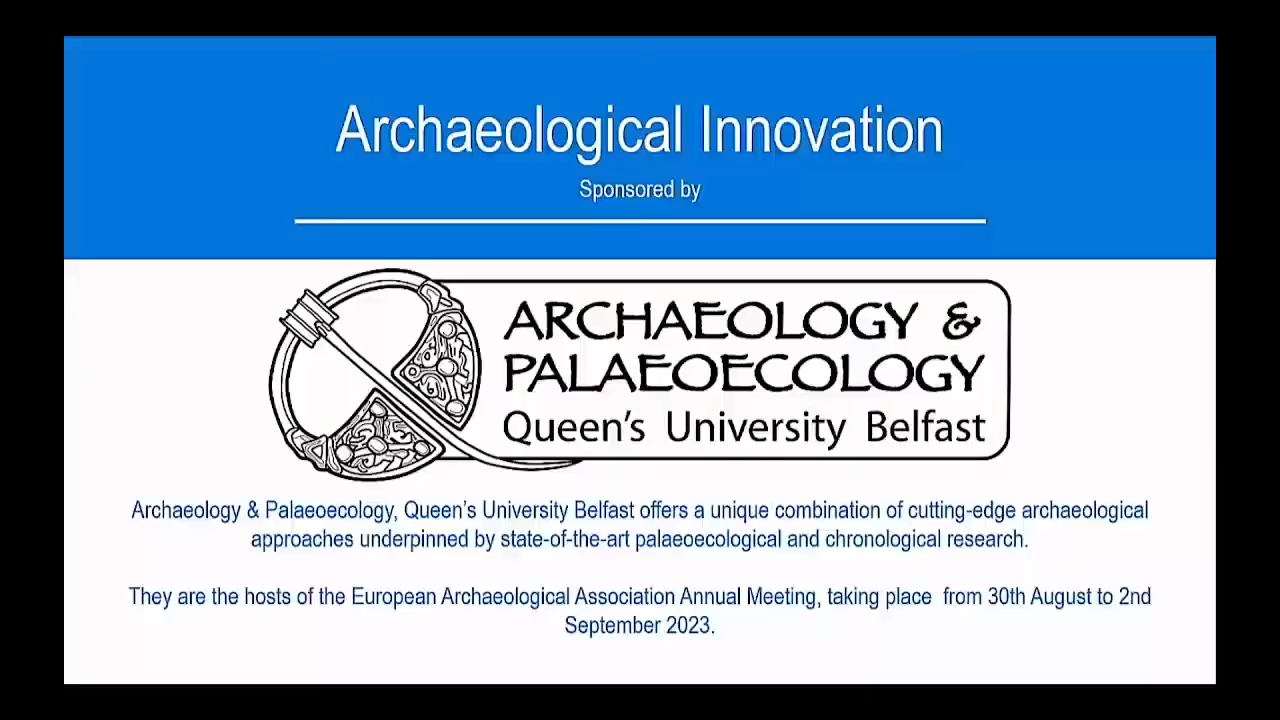 Archaeological Innovation
Sponsored by
ARCHAEOLOGY &
PALAEOECOLOGY
Queen's University Belfast
Archaeology & Palaeoecology, Queen's University Belfast offers a unique combination of cutting-edge archaeological
approaches underpinned by state-of-the-art palaeoecological and chronological research.
They are the hosts of the European Archaeological Association Annual Meeting, taking place from 30th August to 2nd
September 2023.